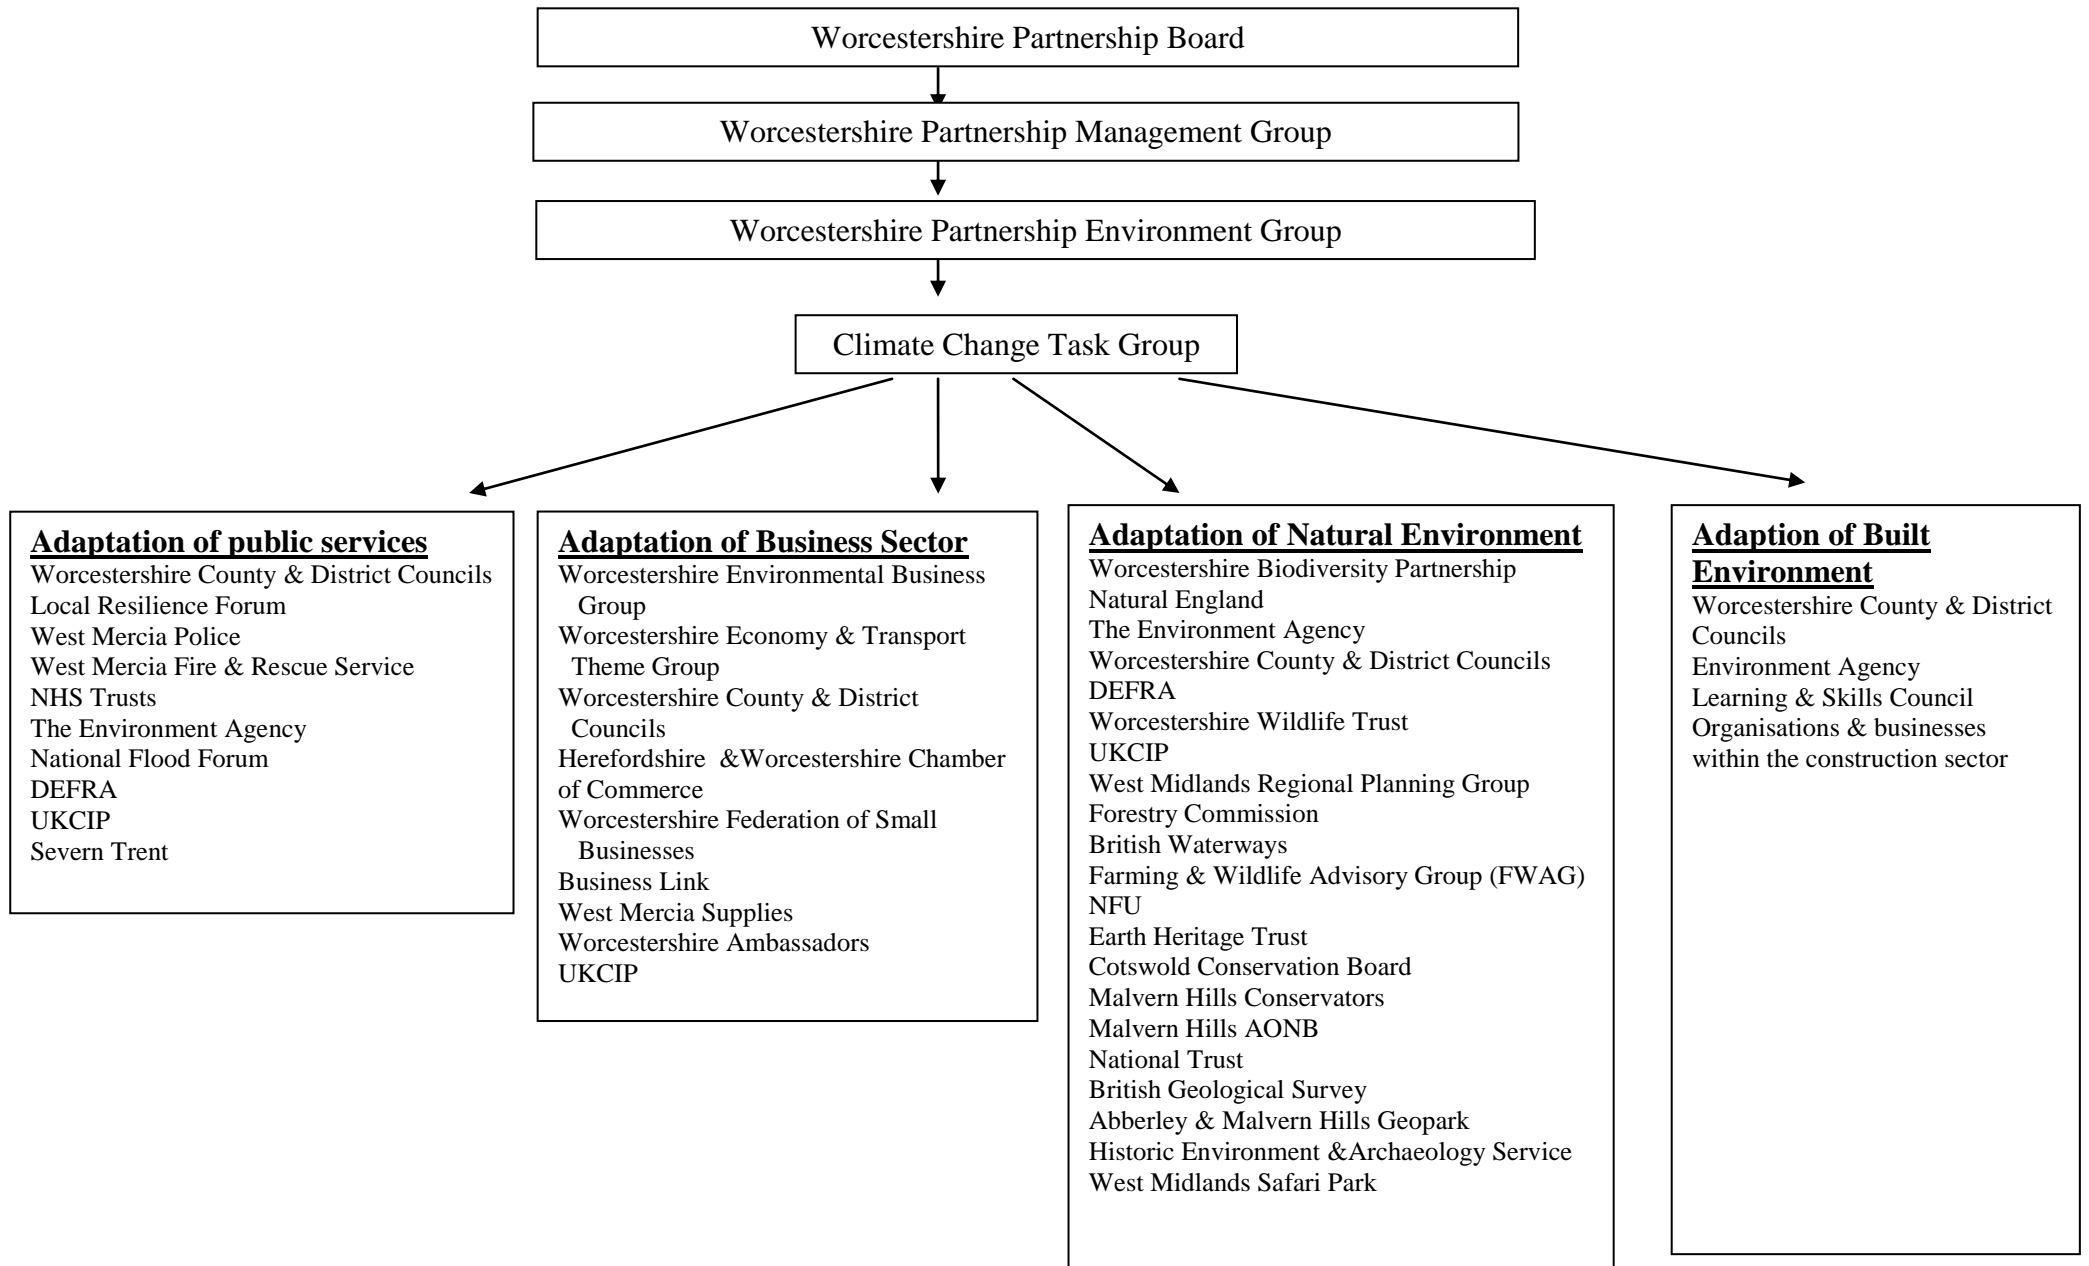 Worcestershire Partnership Board
Worcestershire Partnership Management Group
Worcestershire Partnership Environment Group
Climate Change Task Group
Adaptation of public services
Worcestershire County & District Councils
Local Resilience Forum
West Mercia Police
West Mercia Fire & Rescue Service
NHS Trusts
The Environment Agency
National Flood Forum
DEFRA
UKCIP
Severn Trent
Adaptation of Business Sector
Worcestershire Environmental Business
Group
Worcestershire Economy & Transport
Theme Group
Worcestershire County & District
Councils
Herefordshire &Worcestershire Chamber
of Commerce
Worcestershire Federation of Small
Businesses
Business Link
West Mercia Supplies
Worcestershire Ambassadors
UKCIP
Adaptation of Natural Environment
Worcestershire Biodiversity Partnership
Natural England
The Environment Agency
Worcestershire County & District Councils
DEFRA
Worcestershire Wildlife Trust
UKCIP
West Midlands Regional Planning Group
Forestry Commission
British Waterways
Farming & Wildlife Advisory Group (FWAG)
NFU
Earth Heritage Trust
Cotswold Conservation Board
Malvern Hills Conservators
Malvern Hills AONB
National Trust
British Geological Survey
Abberley & Malvern Hills Geopark
Historic Environment &Archaeology Service
West Midlands Safari Park
Adaption of Built
Environment
Worcestershire County & District
Councils
Environment Agency
Learning & Skills Council
Organisations & businesses
within the construction sector